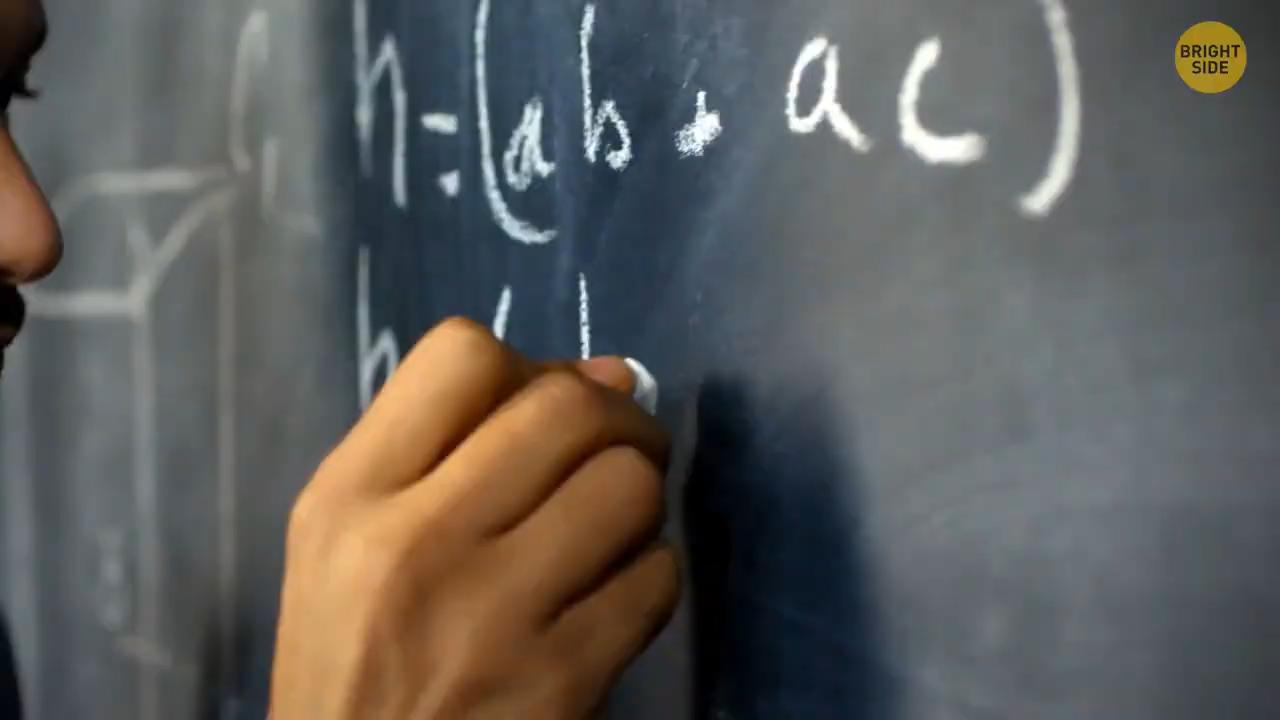 BRIGHT
SIDE
h = (ab + ac)
h (b